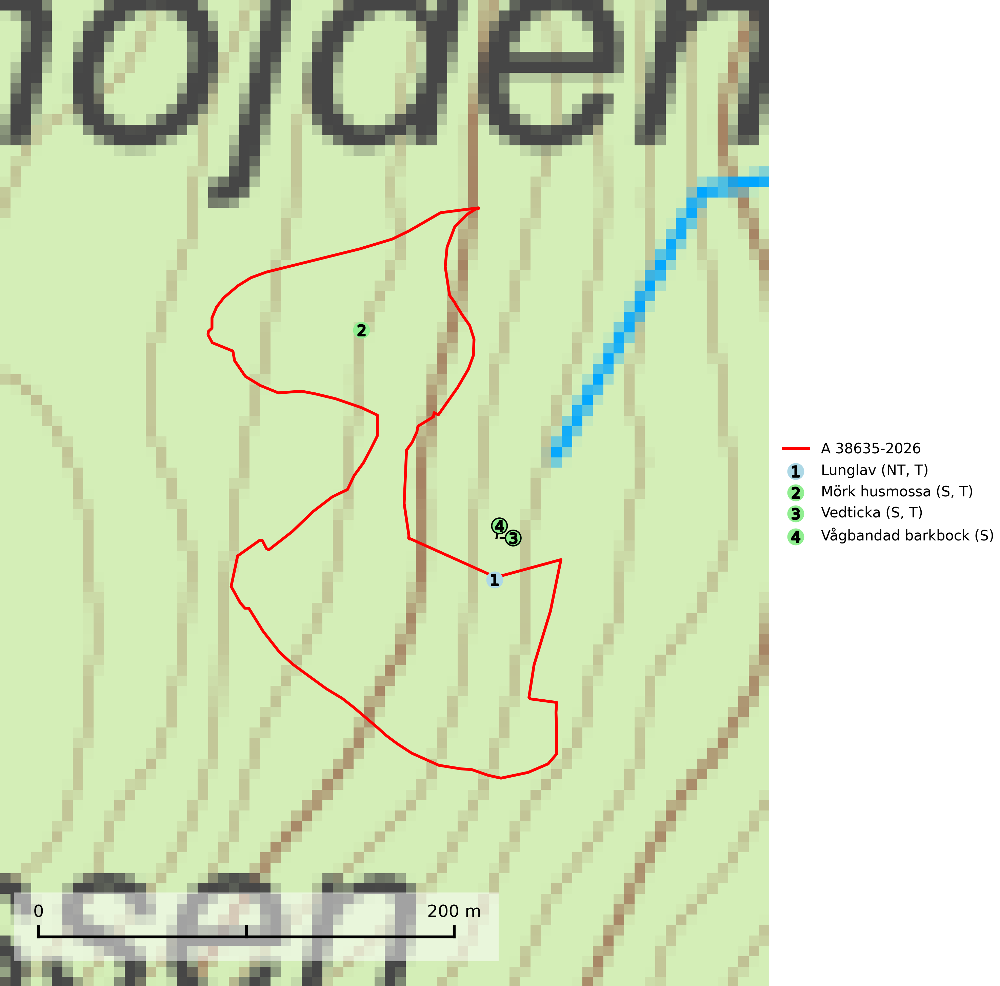 A 38635-2026
1 Lunglav (NT, T)
2 Mörk husmossa (S, T)
3 Vedticka (S, T)
4 Vågbandad barkbock (S)
2
4
3
1
0 200 m